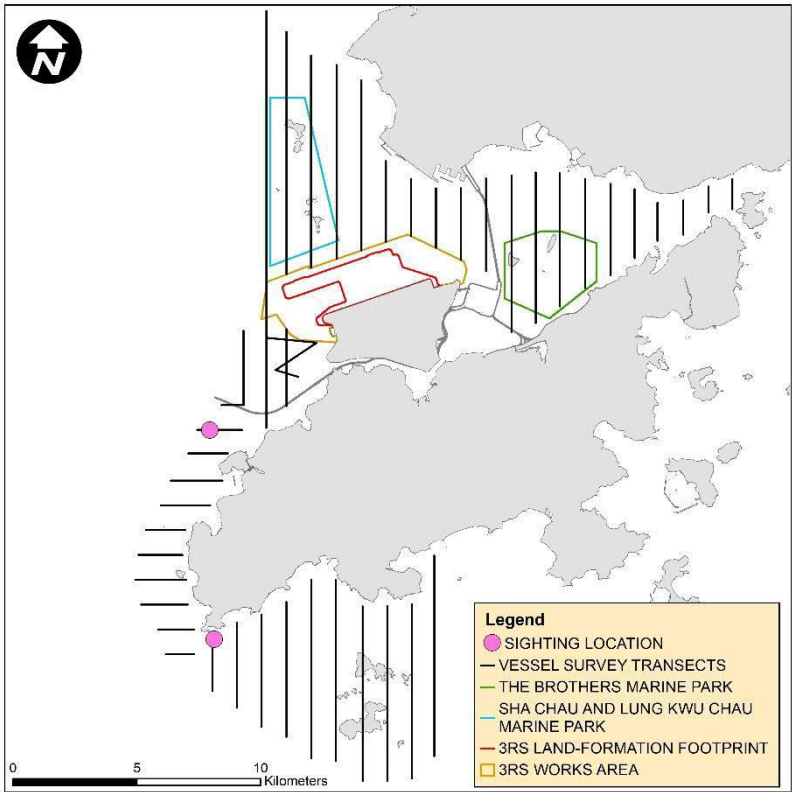 N
Legend
SIGHTING LOCATION
VESSEL SURVEY TRANSECTS
THE BROTHERS MARINE PARK
SHA CHAU AND LUNG KWU CHAU
MARINE PARK
3RS LAND-FORMATION FOOTPRINT
3RS WORKS AREA
0 5 10
Kilometers